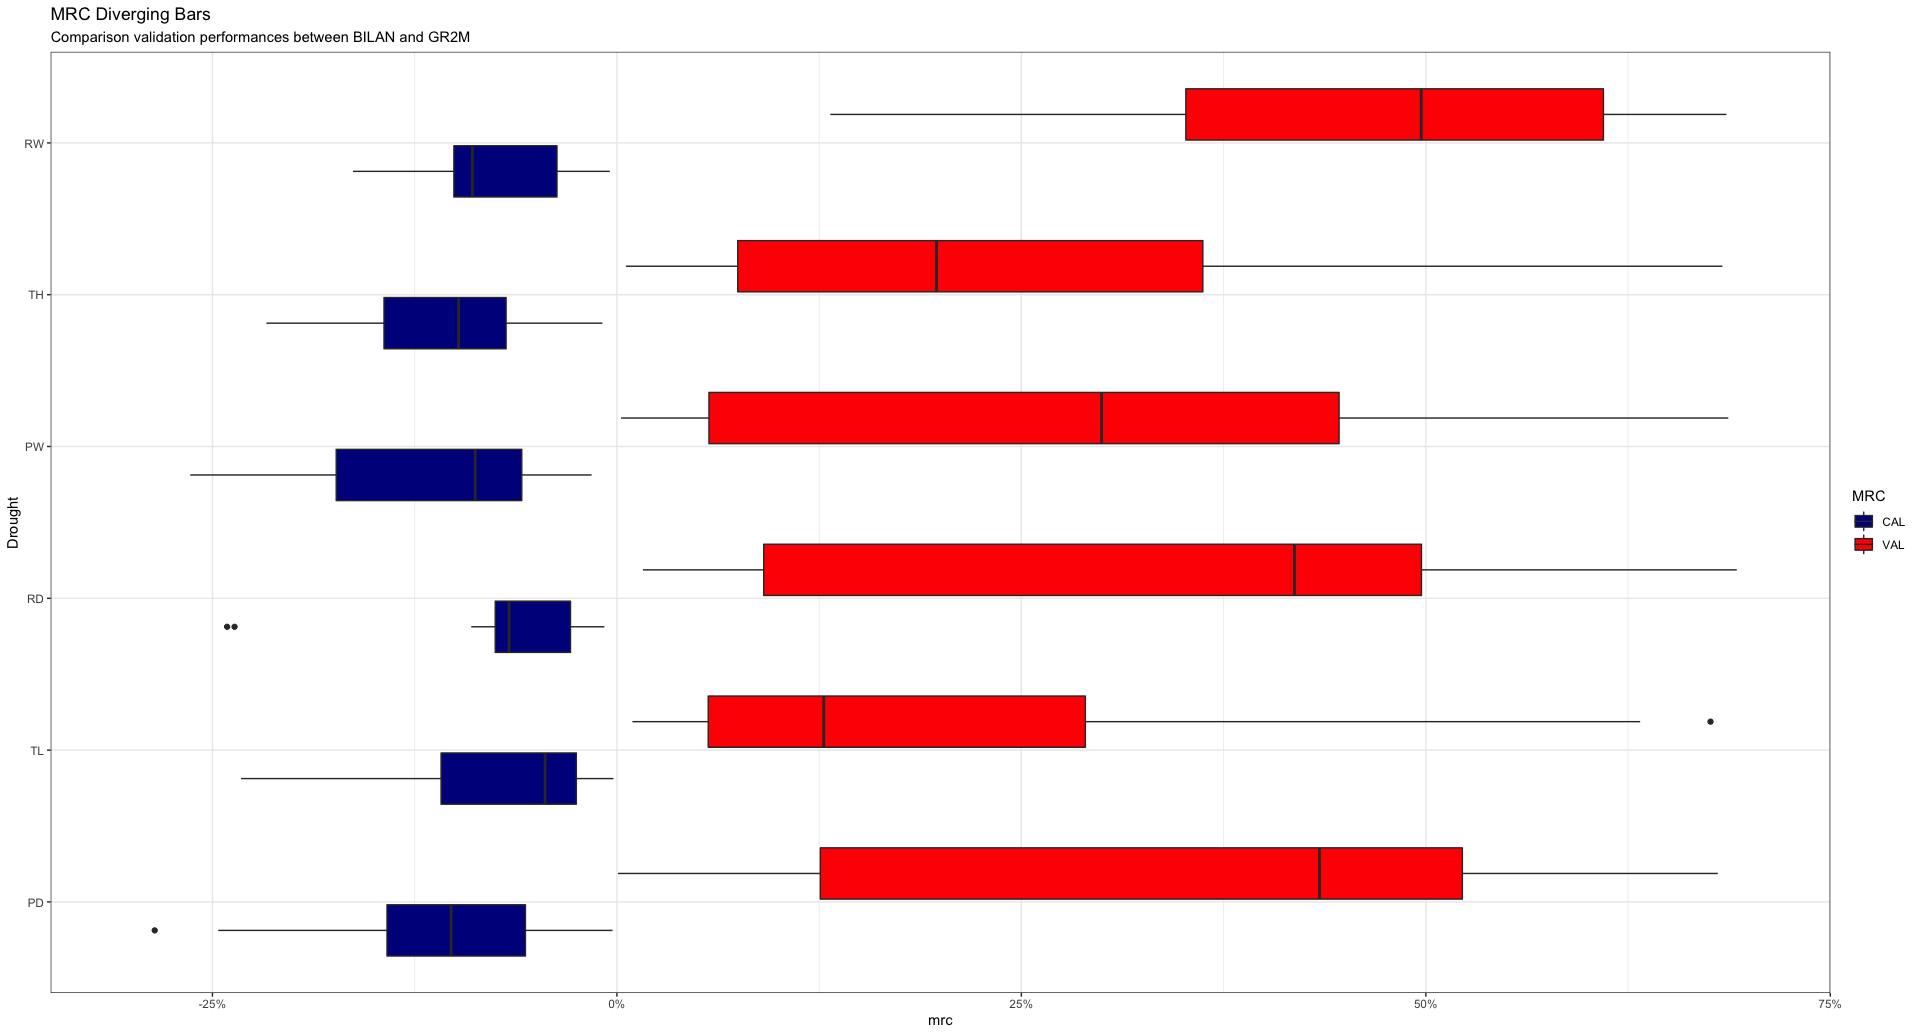 MRC Diverging Bars
Comparison validation performances between BILAN and GR2M
Drought
RW
TH
PW
RD
TL
PD
-25%
0%
25%
50%
75%
mrc
MRC
CAL
VAL